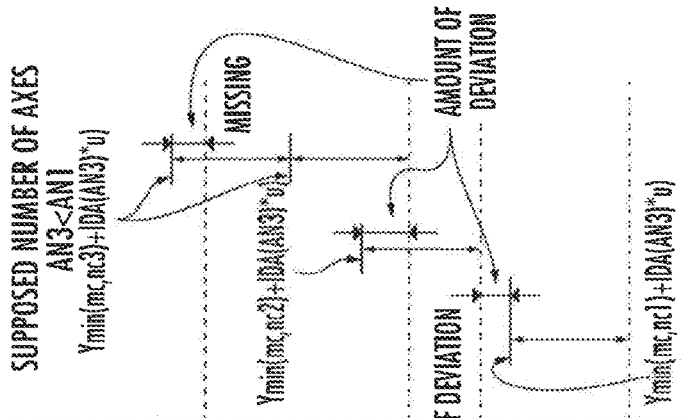 SUPPOSED NUMBER OF AXES
AN3<AN1
Ymin(mc,nc3)+IDA(AN3)*u)
MISSING
Ymin(mc,nc2)+IDA(AN3)*u)
AMOUNT OF
DEVIATION
F DEVIATION
Ymin(mc,nc1)+IDA(AN3)*u)